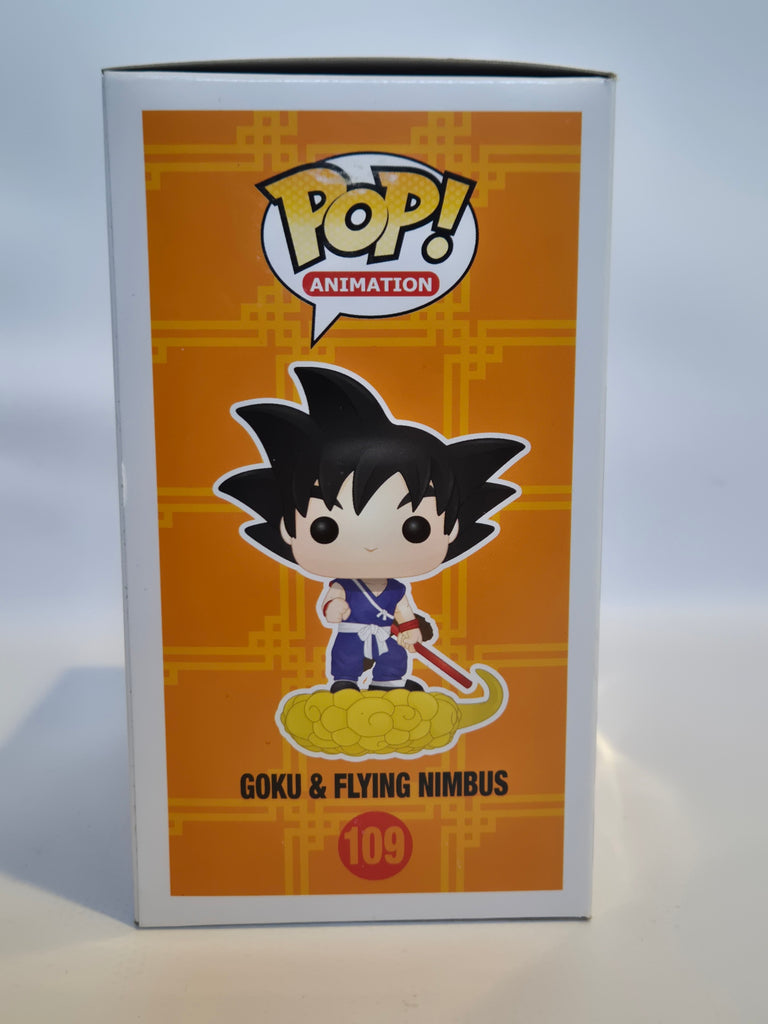 POP!
ANIMATION
GOKU & FLYING NIMBUS
109